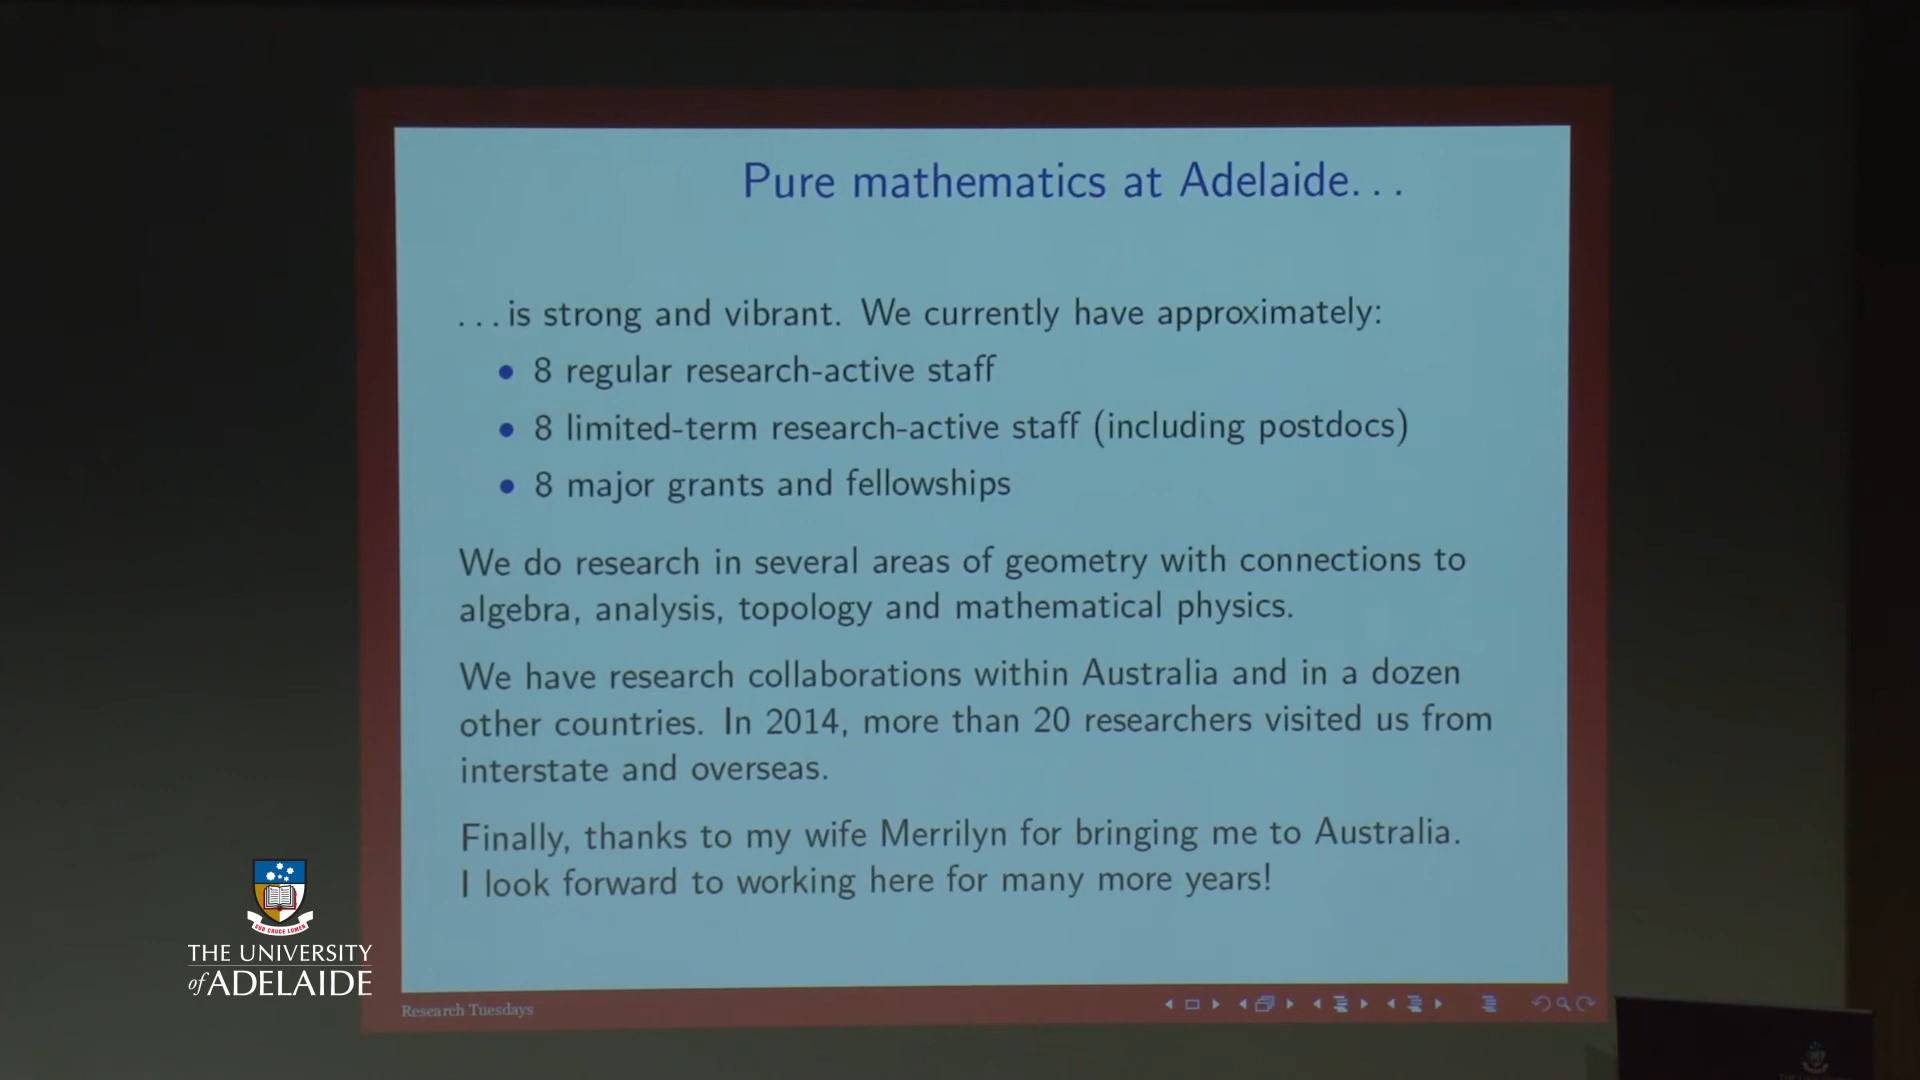 Pure mathematics at Adelaide. . .
. . . is strong and vibrant. We currently have approximately:
• 8 regular research-active staff
• 8 limited-term research-active staff (including postdocs)
• 8 major grants and fellowships
We do research in several areas of geometry with connections to
algebra, analysis, topology and mathematical physics.
We have research collaborations within Australia and in a dozen
other countries. In 2014, more than 20 researchers visited us from
interstate and overseas.
Finally, thanks to my wife Merrilyn for bringing me to Australia.
I look forward to working here for many more years!
SUB CRUCE LUMEN
THE UNIVERSITY
of ADELAIDE
Research Tuesdays